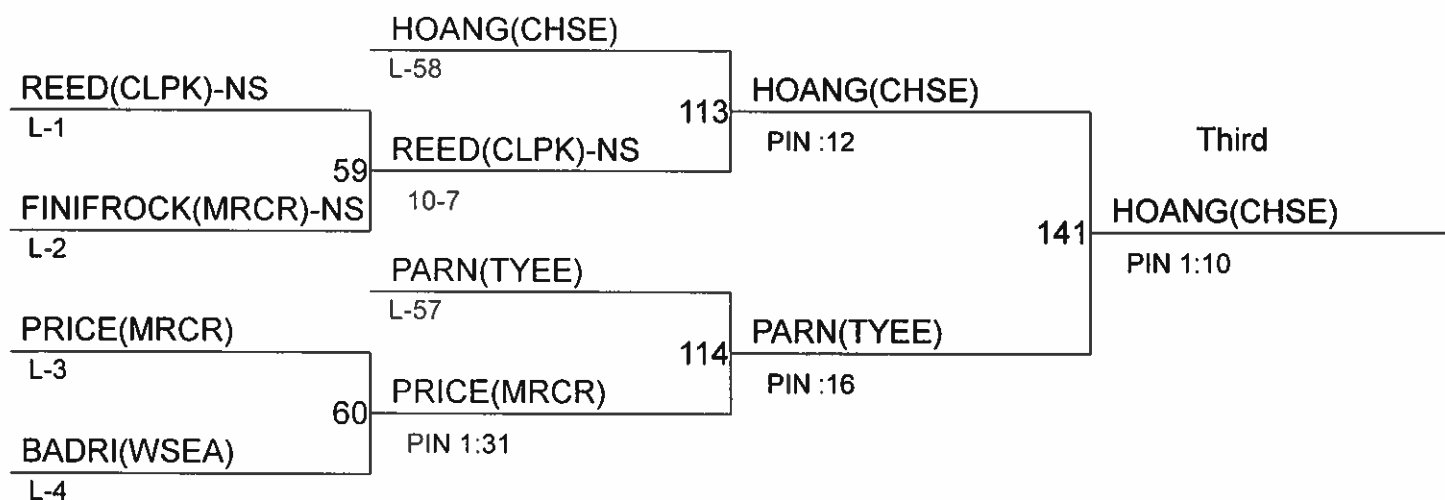 HOANG(CHSE)
L-58
REED(CLPK)-NS
L-1
113
HOANG(CHSE)
PIN :12
Third
59
REED(CLPK)-NS
10-7
FINIFROCK(MRCR)-NS
L-2
141
HOANG(CHSE)
PIN 1:10
PARN(TYEE)
L-57
PRICE(MRCR)
L-3
114
PARN(TYEE)
PIN :16
60
PRICE(MRCR)
PIN 1:31
BADRI(WSEA)
L-4